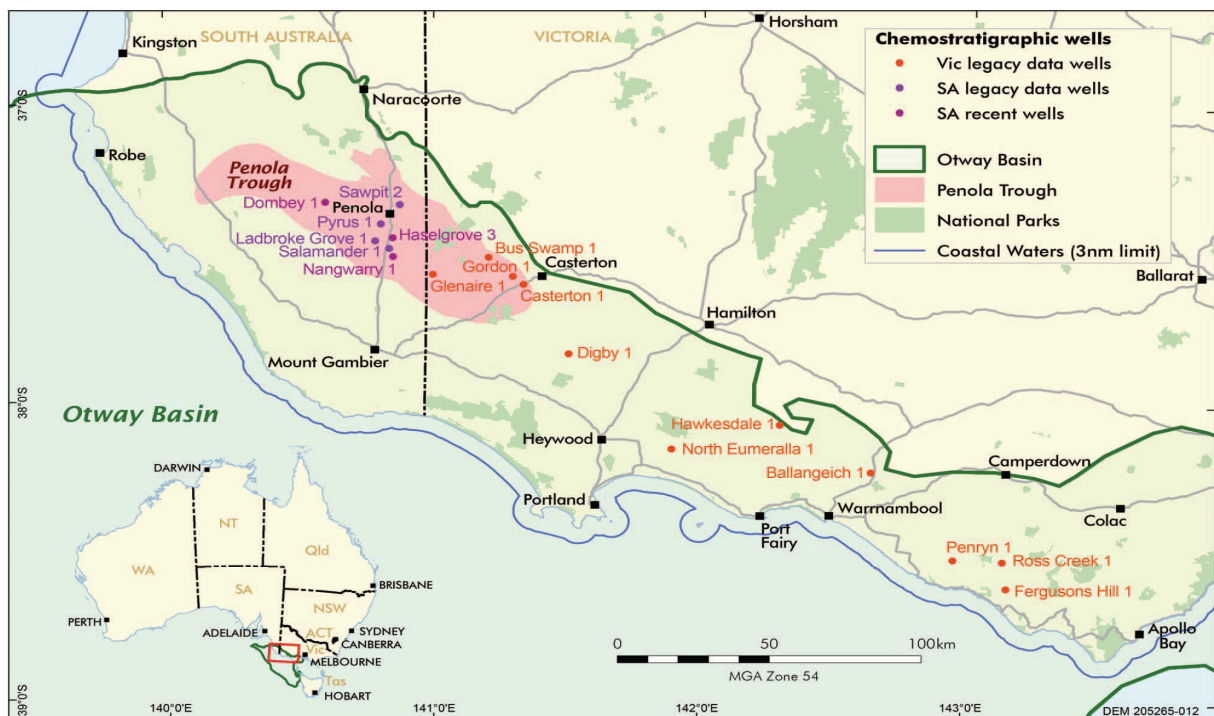 SOUTH AUSTRALIA
VICTORIA
Kingston
Horsham
Naracoorte
Robe
Penola
Trough
Dombey 1
Sawpit 2
Penola
Pyrus 1
Ladbroke Grove 1
Haselgrove 3
Salamander 1
Nangwarry 1
Bus Swamp 1
Gordon 1
Casterton
Glenaire 1
Casterton 1
Hamilton
Ballarat
Mount Gambier
Digby 1
Otway Basin
Heywood
Hawkesdale 1
North Eumeralla 1
Ballangeich 1
Camperdown
Portland
Port
Fairy
Warrnambool
Colac
Penryn 1
Ross Creek 1
Fergusons Hill 1
Apollo
Bay
Chemostratigraphic wells
Vic legacy data wells
SA legacy data wells
SA recent wells
Otway Basin
Penola Trough
National Parks
Coastal Waters (3nm limit)
DARWIN
NT
WA
Qld
SA
BRISBANE
NSW
PERTH
ADELAIDE
ACT
SYDNEY
CANBERRA
Vic
MELBOURNE
Tas
HOBART
0
50
100km
MGA Zone 54
37°0'S
38°0'S
39°0'S
140°0'E
141°0'E
142°0'E
143°0'E
DEM 205265-012